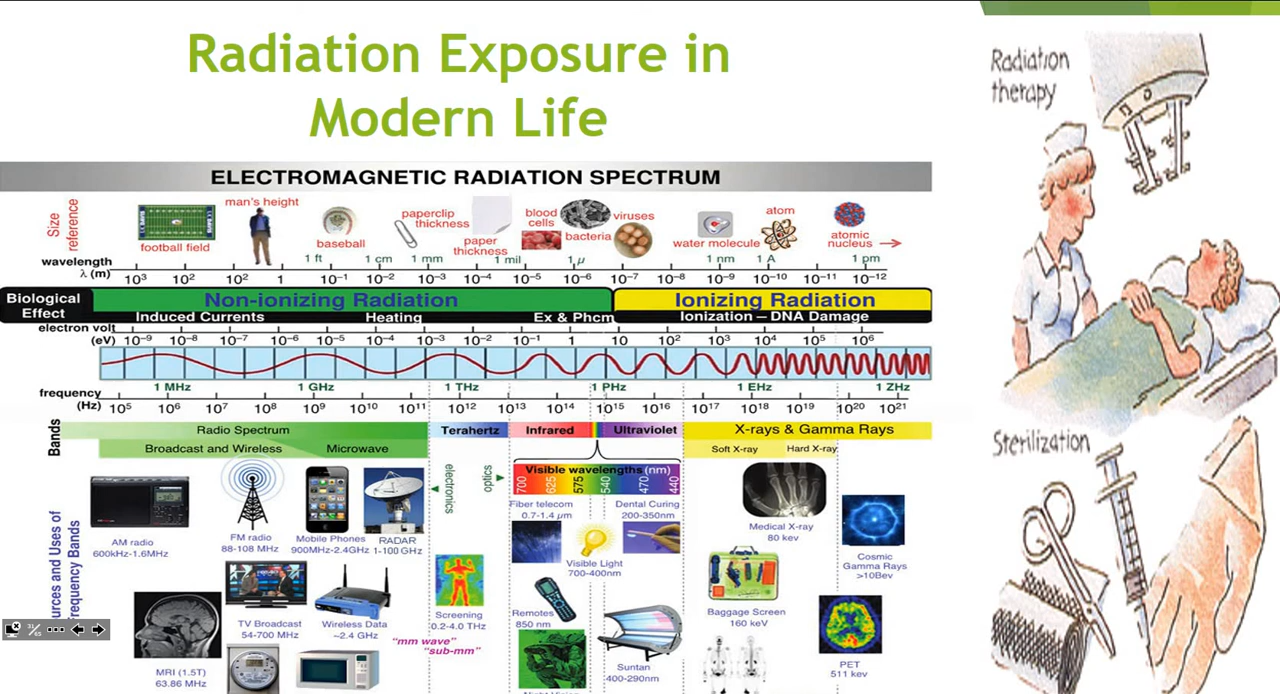 Radiation Exposure in
Modern Life
ELECTROMAGNETIC RADIATION SPECTRUM
Size
reference
football field
man's height
baseball
paperclip
thickness
paper
thickness
blood
cells
bacteria
viruses
water molecule
atom
atomic
nucleus
1 ft
1 cm
1 mm
1 mil
1 μ
1 nm
1 A
1 pm
wavelength
λ (m)
10³ 10² 10² 1 10⁻¹ 10⁻² 10⁻³ 10⁻⁴ 10⁻⁵ 10⁻⁶ 10⁻⁷ 10⁻⁸ 10⁻⁹ 10⁻¹⁰ 10⁻¹¹ 10⁻¹²
Biological
Effect
Non-ionizing Radiation
Ionizing Radiation
Induced Currents
Heating
Ex & Phcm
Ionization – DNA Damage
electron volt
(eV)
10⁻⁹ 10⁻⁸ 10⁻⁷ 10⁻⁶ 10⁻⁵ 10⁻⁴ 10⁻³ 10⁻² 10⁻¹ 1 10 10² 10³ 10⁴ 10⁵ 10⁶
1 MHz 1 GHz 1 THz 1 PHz 1 EHz 1 ZHz
frequency
(Hz)
10⁵ 10⁶ 10⁷ 10⁸ 10⁹ 10¹⁰ 10¹¹ 10¹² 10¹³ 10¹⁴ 10¹⁵ 10¹⁶ 10¹⁷ 10¹⁸ 10¹⁹ 10²⁰ 10²¹
Bands
Radio Spectrum
Terahertz
Infrared
Ultraviolet
X-rays & Gamma Rays
Broadcast and Wireless
Microwave
Soft X-ray
Hard X-ray
electronics
optics
Visible wavelengths (nm)
700 625 575 540 470 440
urces and Uses of
requency Bands
AM radio
600kHz-1.6MHz
FM radio
88-108 MHz
Mobile Phones
900MHz-2.4GHz
RADAR
1-100 GHz
Fiber telecom
0.7-1.4 μm
Dental Curing
200-350nm
Visible Light
700-400nm
Medical X-ray
80 kev
Cosmic
Gamma Rays
>10Bev
TV Broadcast
54-700 MHz
Wireless Data
~2.4 GHz
Screening
0.2-4.0 THz
"mm wave"
"sub-mm"
Remotes
850 nm
Baggage Screen
160 keV
MRI (1.5T)
63.86 MHz
Suntan
400-290nm
PET
511 kev
Night Vision
31/65
Radiation
therapy
Sterilization